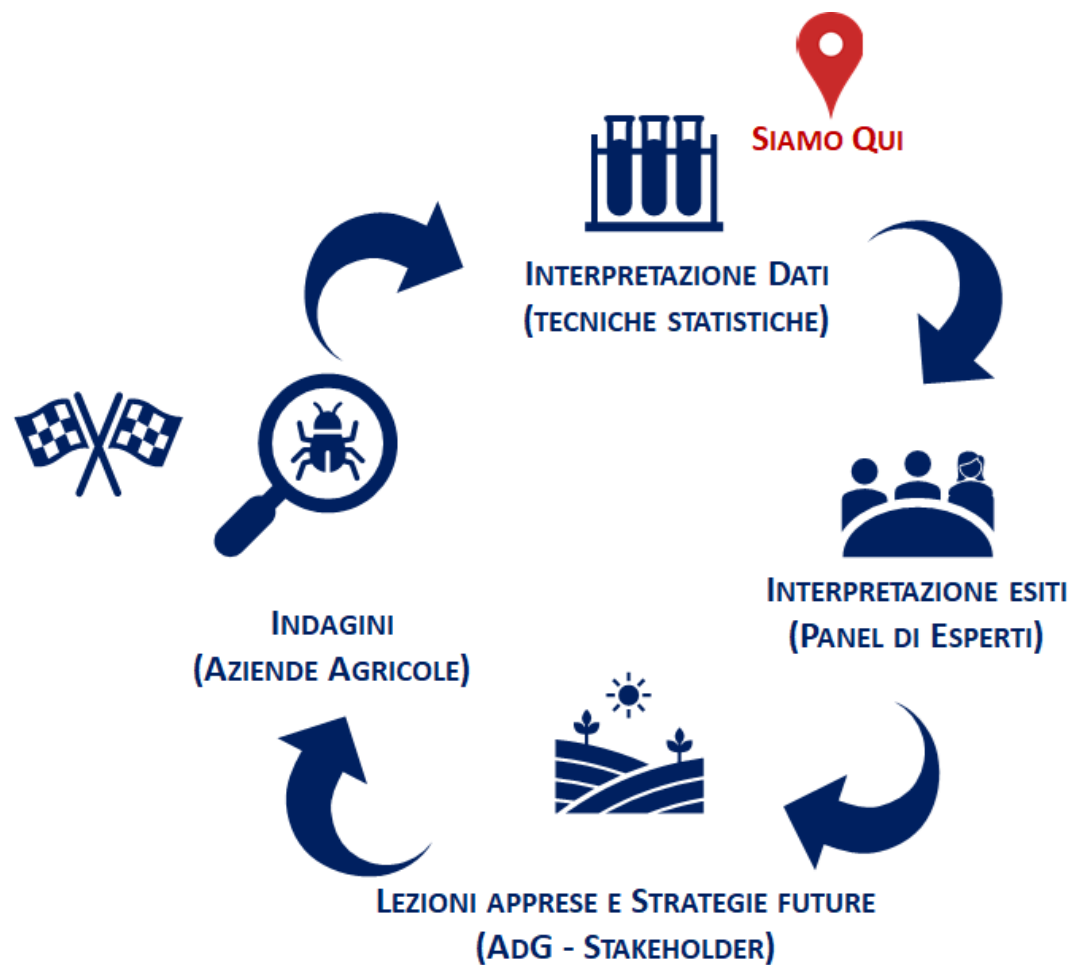 SIAMO QUI
INTERPRETAZIONE DATI
(TECNICHE STATISTICHE)
INTERPRETAZIONE ESITI
(PANEL DI ESPERTI)
INDAGINI
(AZIENDE AGRICOLE)
LEZIONI APPRESE E STRATEGIE FUTURE
(ADG - STAKEHOLDER)